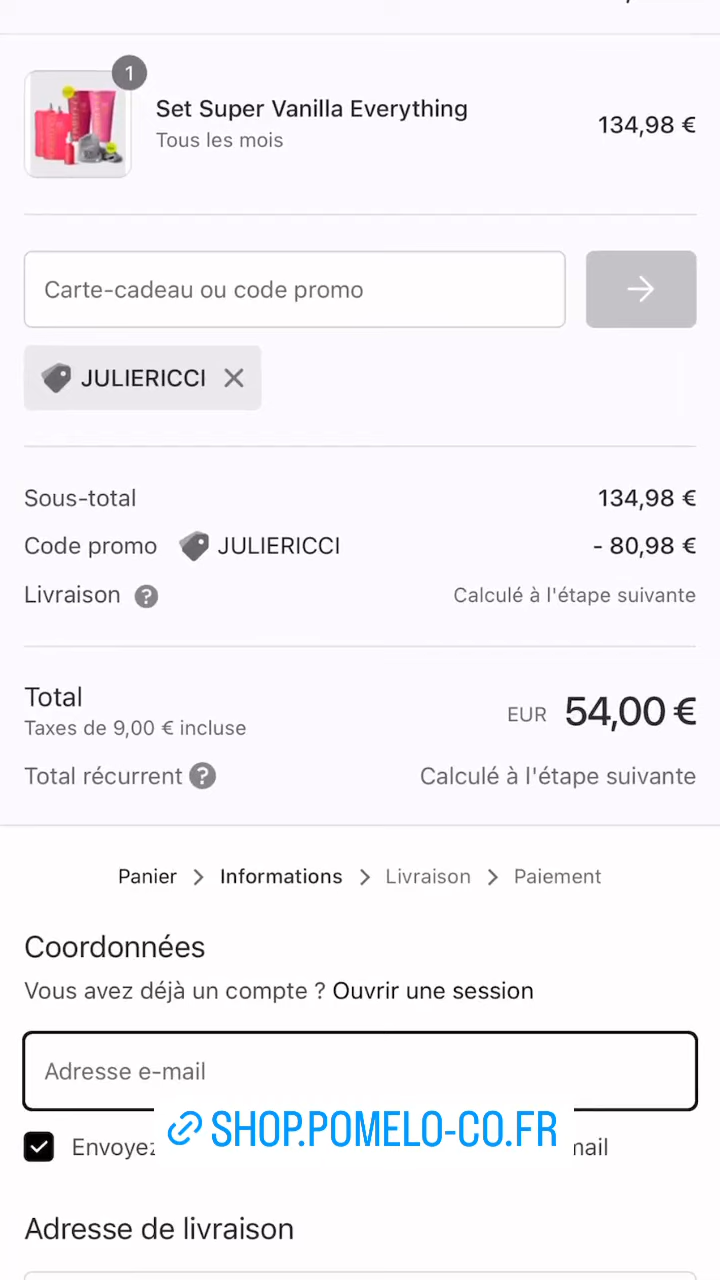 1
Set Super Vanilla Everything
134,98 €
Tous les mois
Carte-cadeau ou code promo
JULIERICCI
Sous-total 134,98 €
Code promo JULIERICCI - 80,98 €
Livraison ? Calculé à l'étape suivante
Total
EUR 54,00 €
Taxes de 9,00 € incluse
Total récurrent ? Calculé à l'étape suivante
Panier > Informations > Livraison > Paiement
Coordonnées
Vous avez déjà un compte ? Ouvrir une session
Adresse e-mail
SHOP.POMELO-CO.FR
Envoyez mail
Adresse de livraison